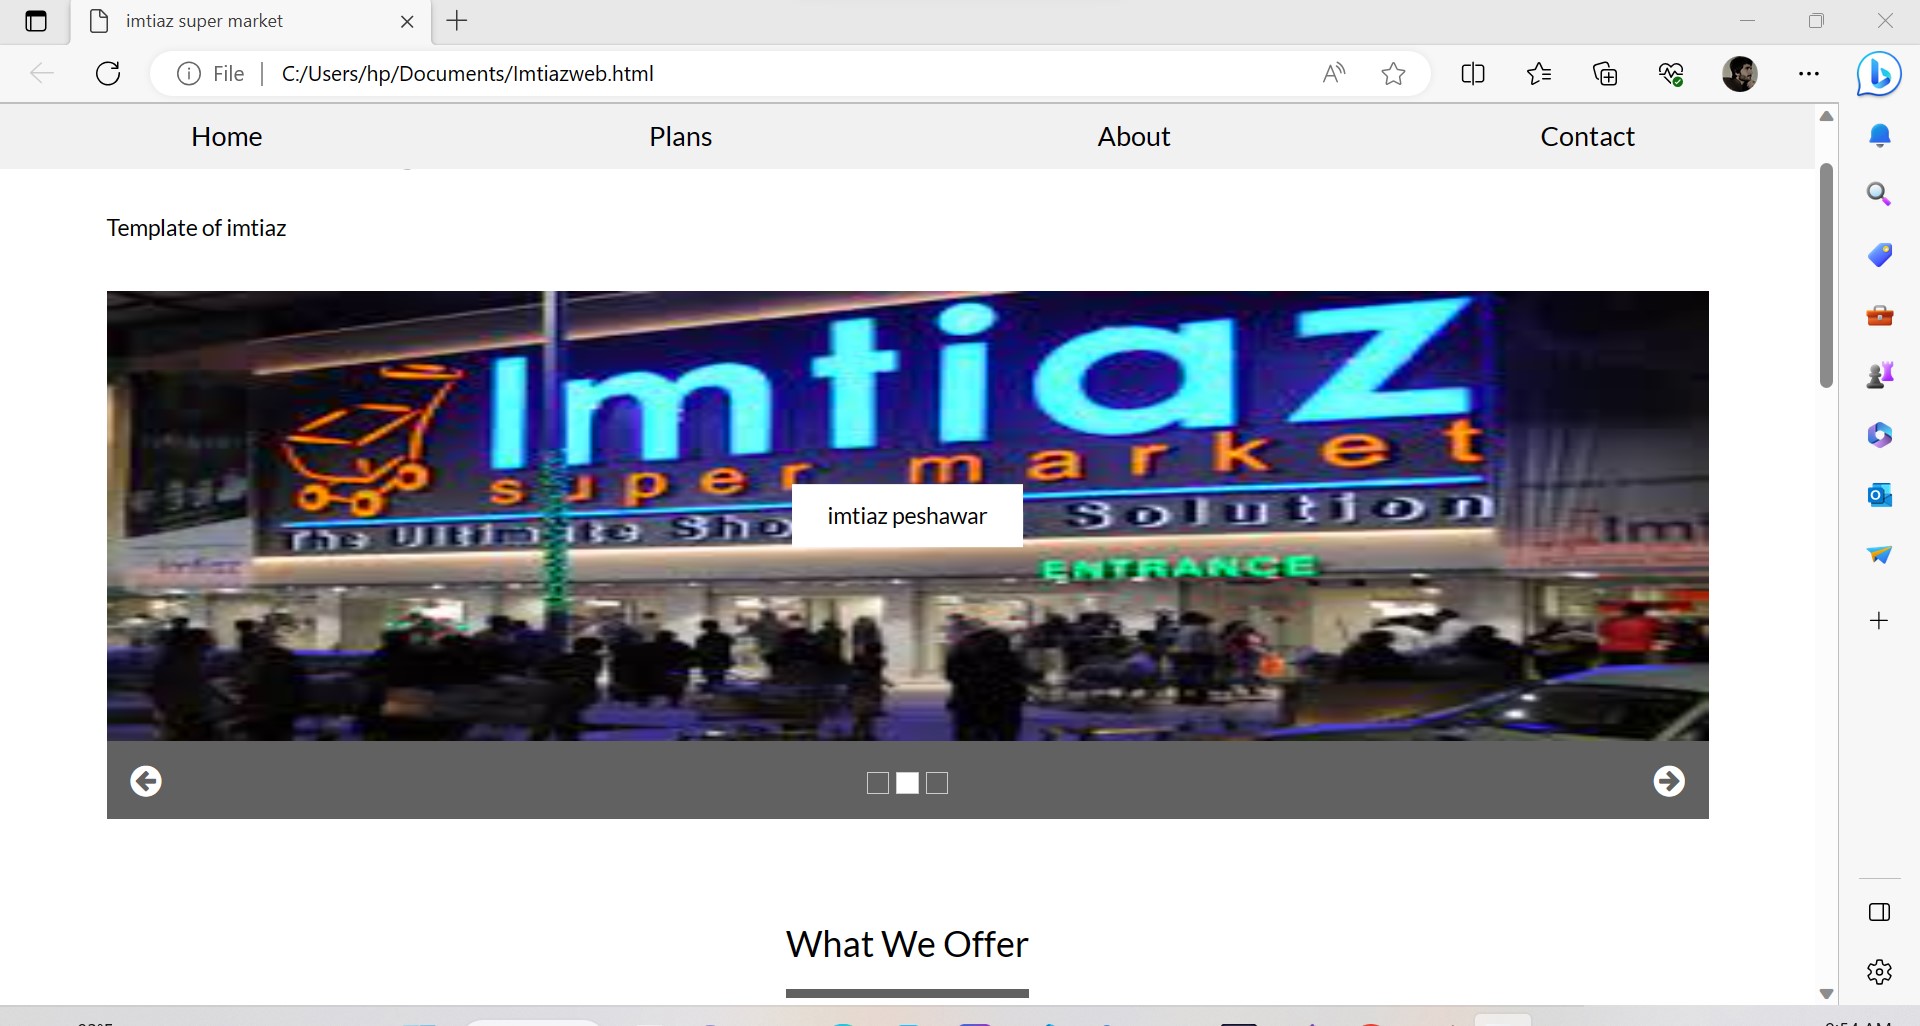 imtiaz super market
File
C:/Users/hp/Documents/Imtiazweb.html
Home
Plans
About
Contact
Template of imtiaz
Imtiaz
super market
The Ultimate Sho
Solution
imtiaz peshawar
ENTRANCE
What We Offer